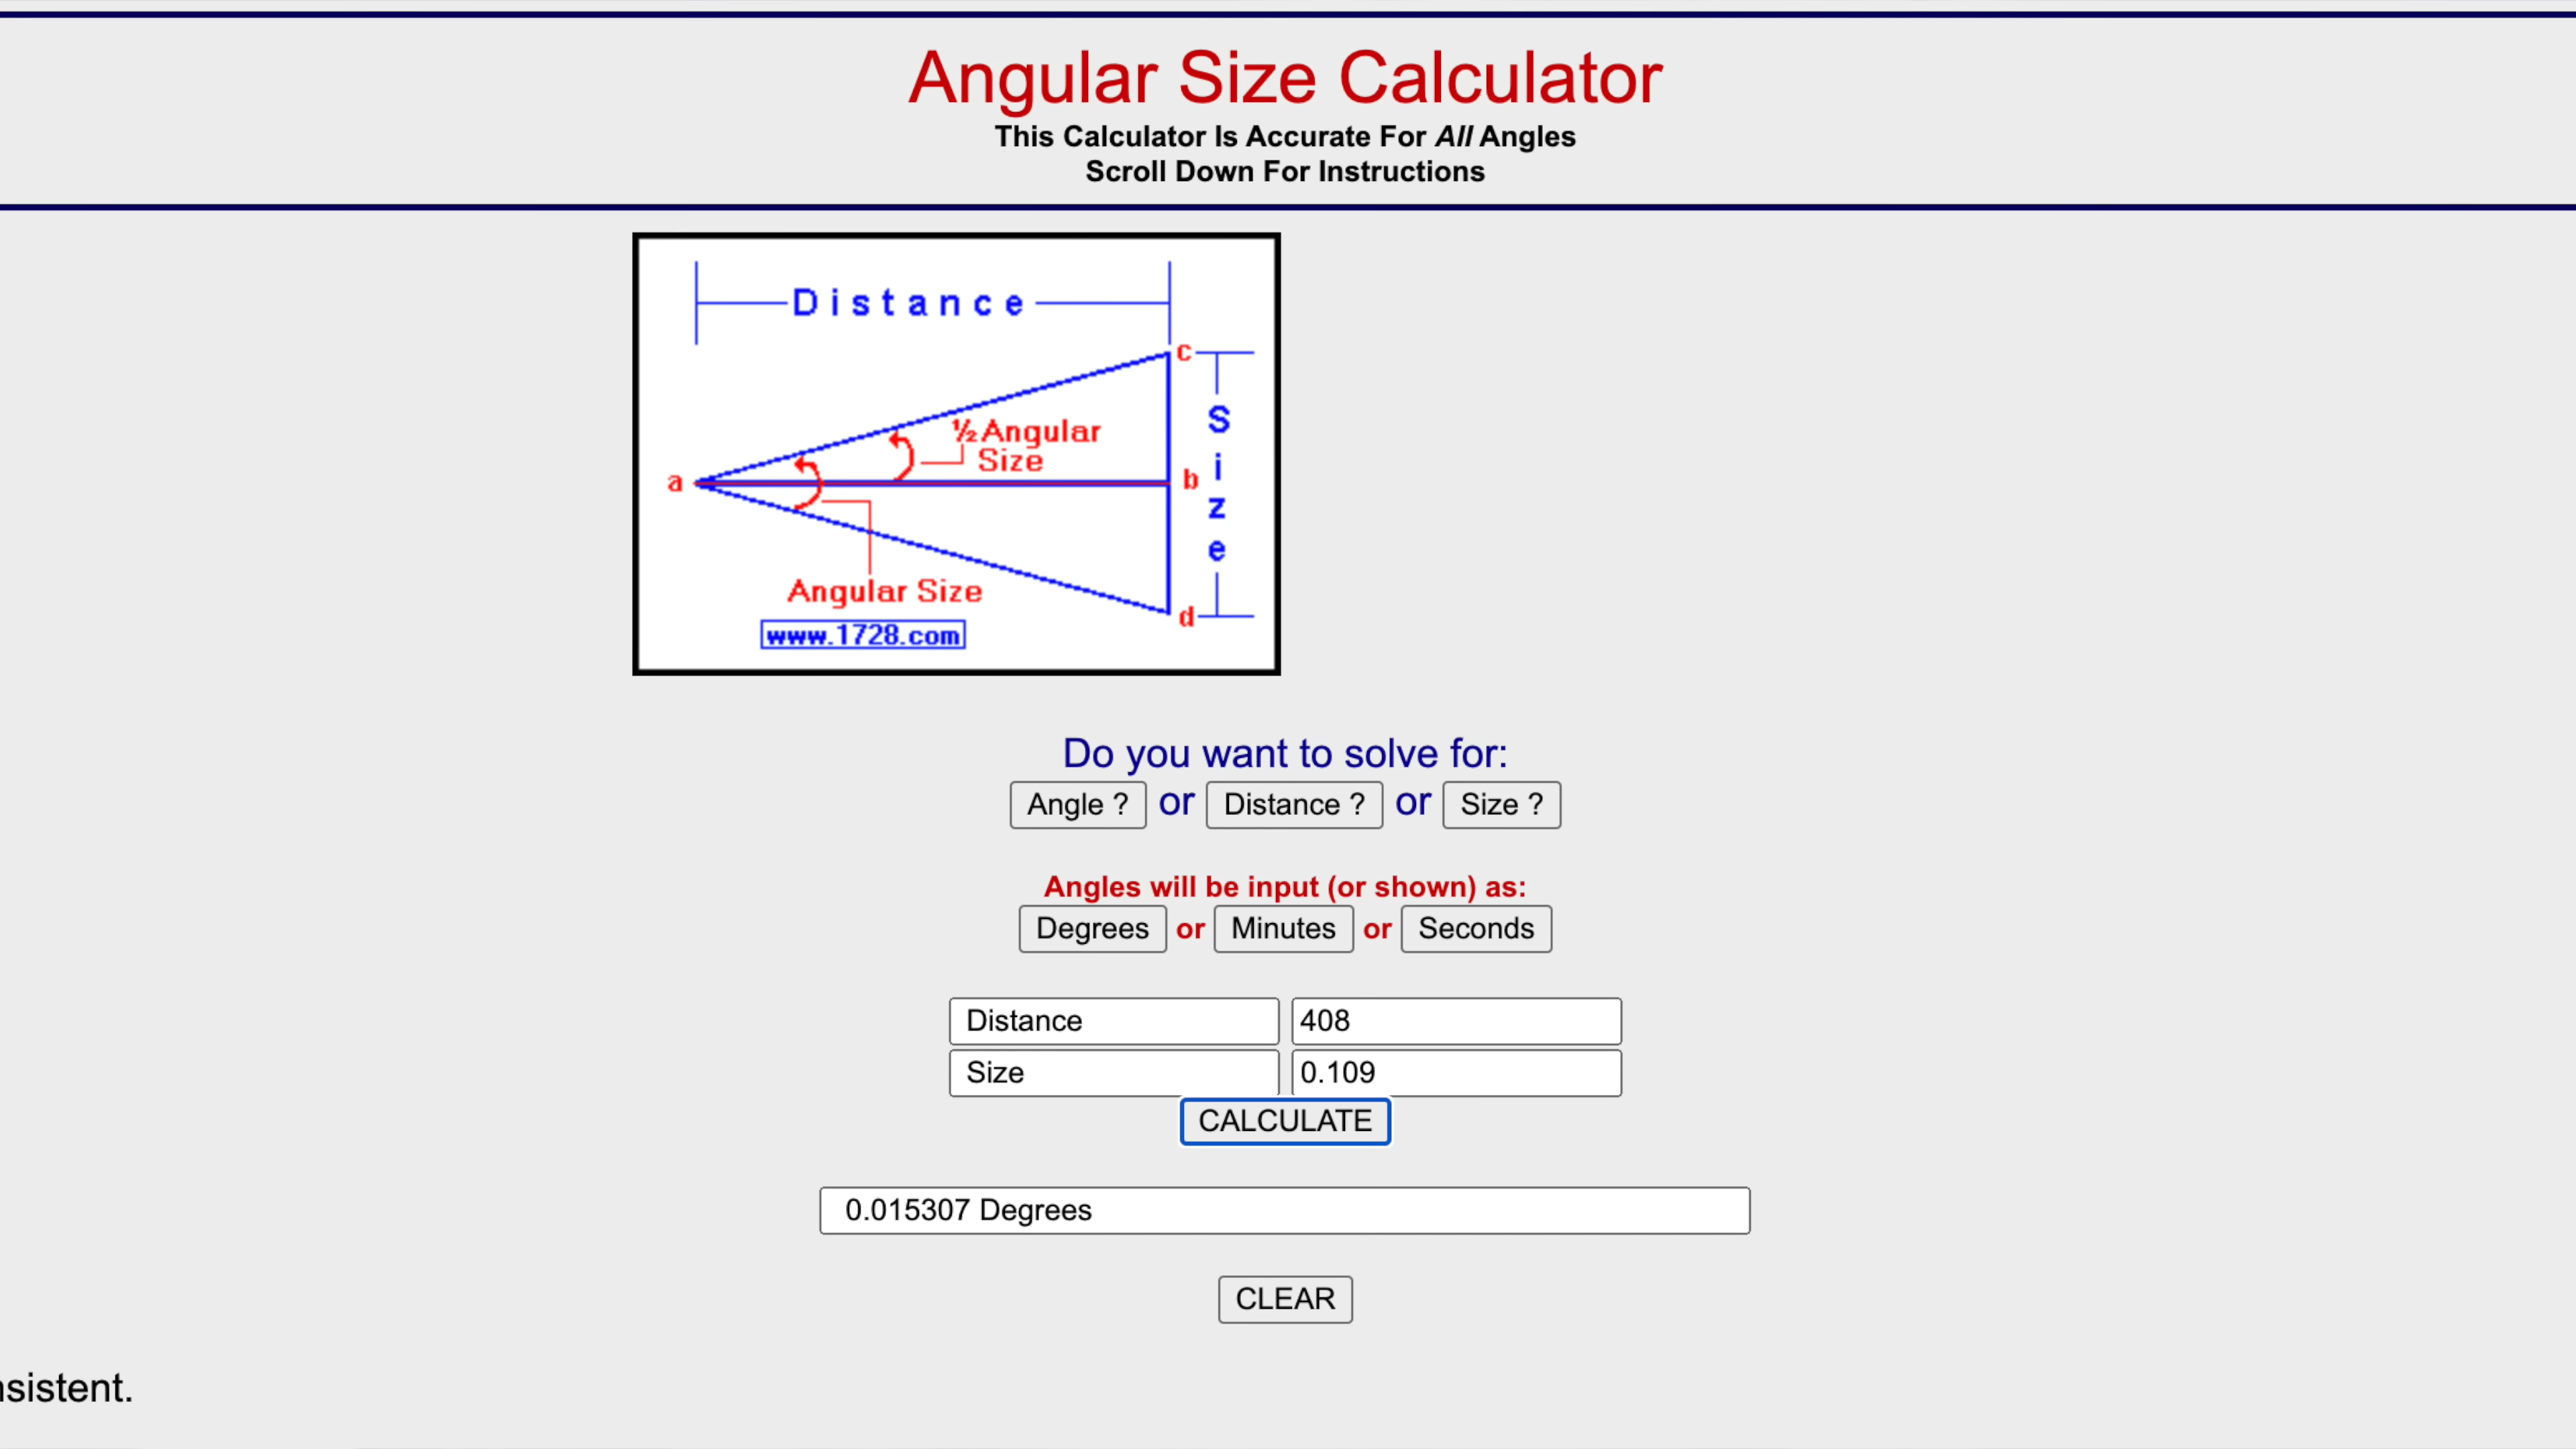 Angular Size Calculator
This Calculator Is Accurate For All Angles
Scroll Down For Instructions
Distance
c
½ Angular
Size
a
b
Size
Angular Size
d
www.1728.com
Do you want to solve for:
Angle ? or Distance ? or Size ?
Angles will be input (or shown) as:
Degrees or Minutes or Seconds
Distance 408
Size 0.109
CALCULATE
0.015307 Degrees
CLEAR
sistent.